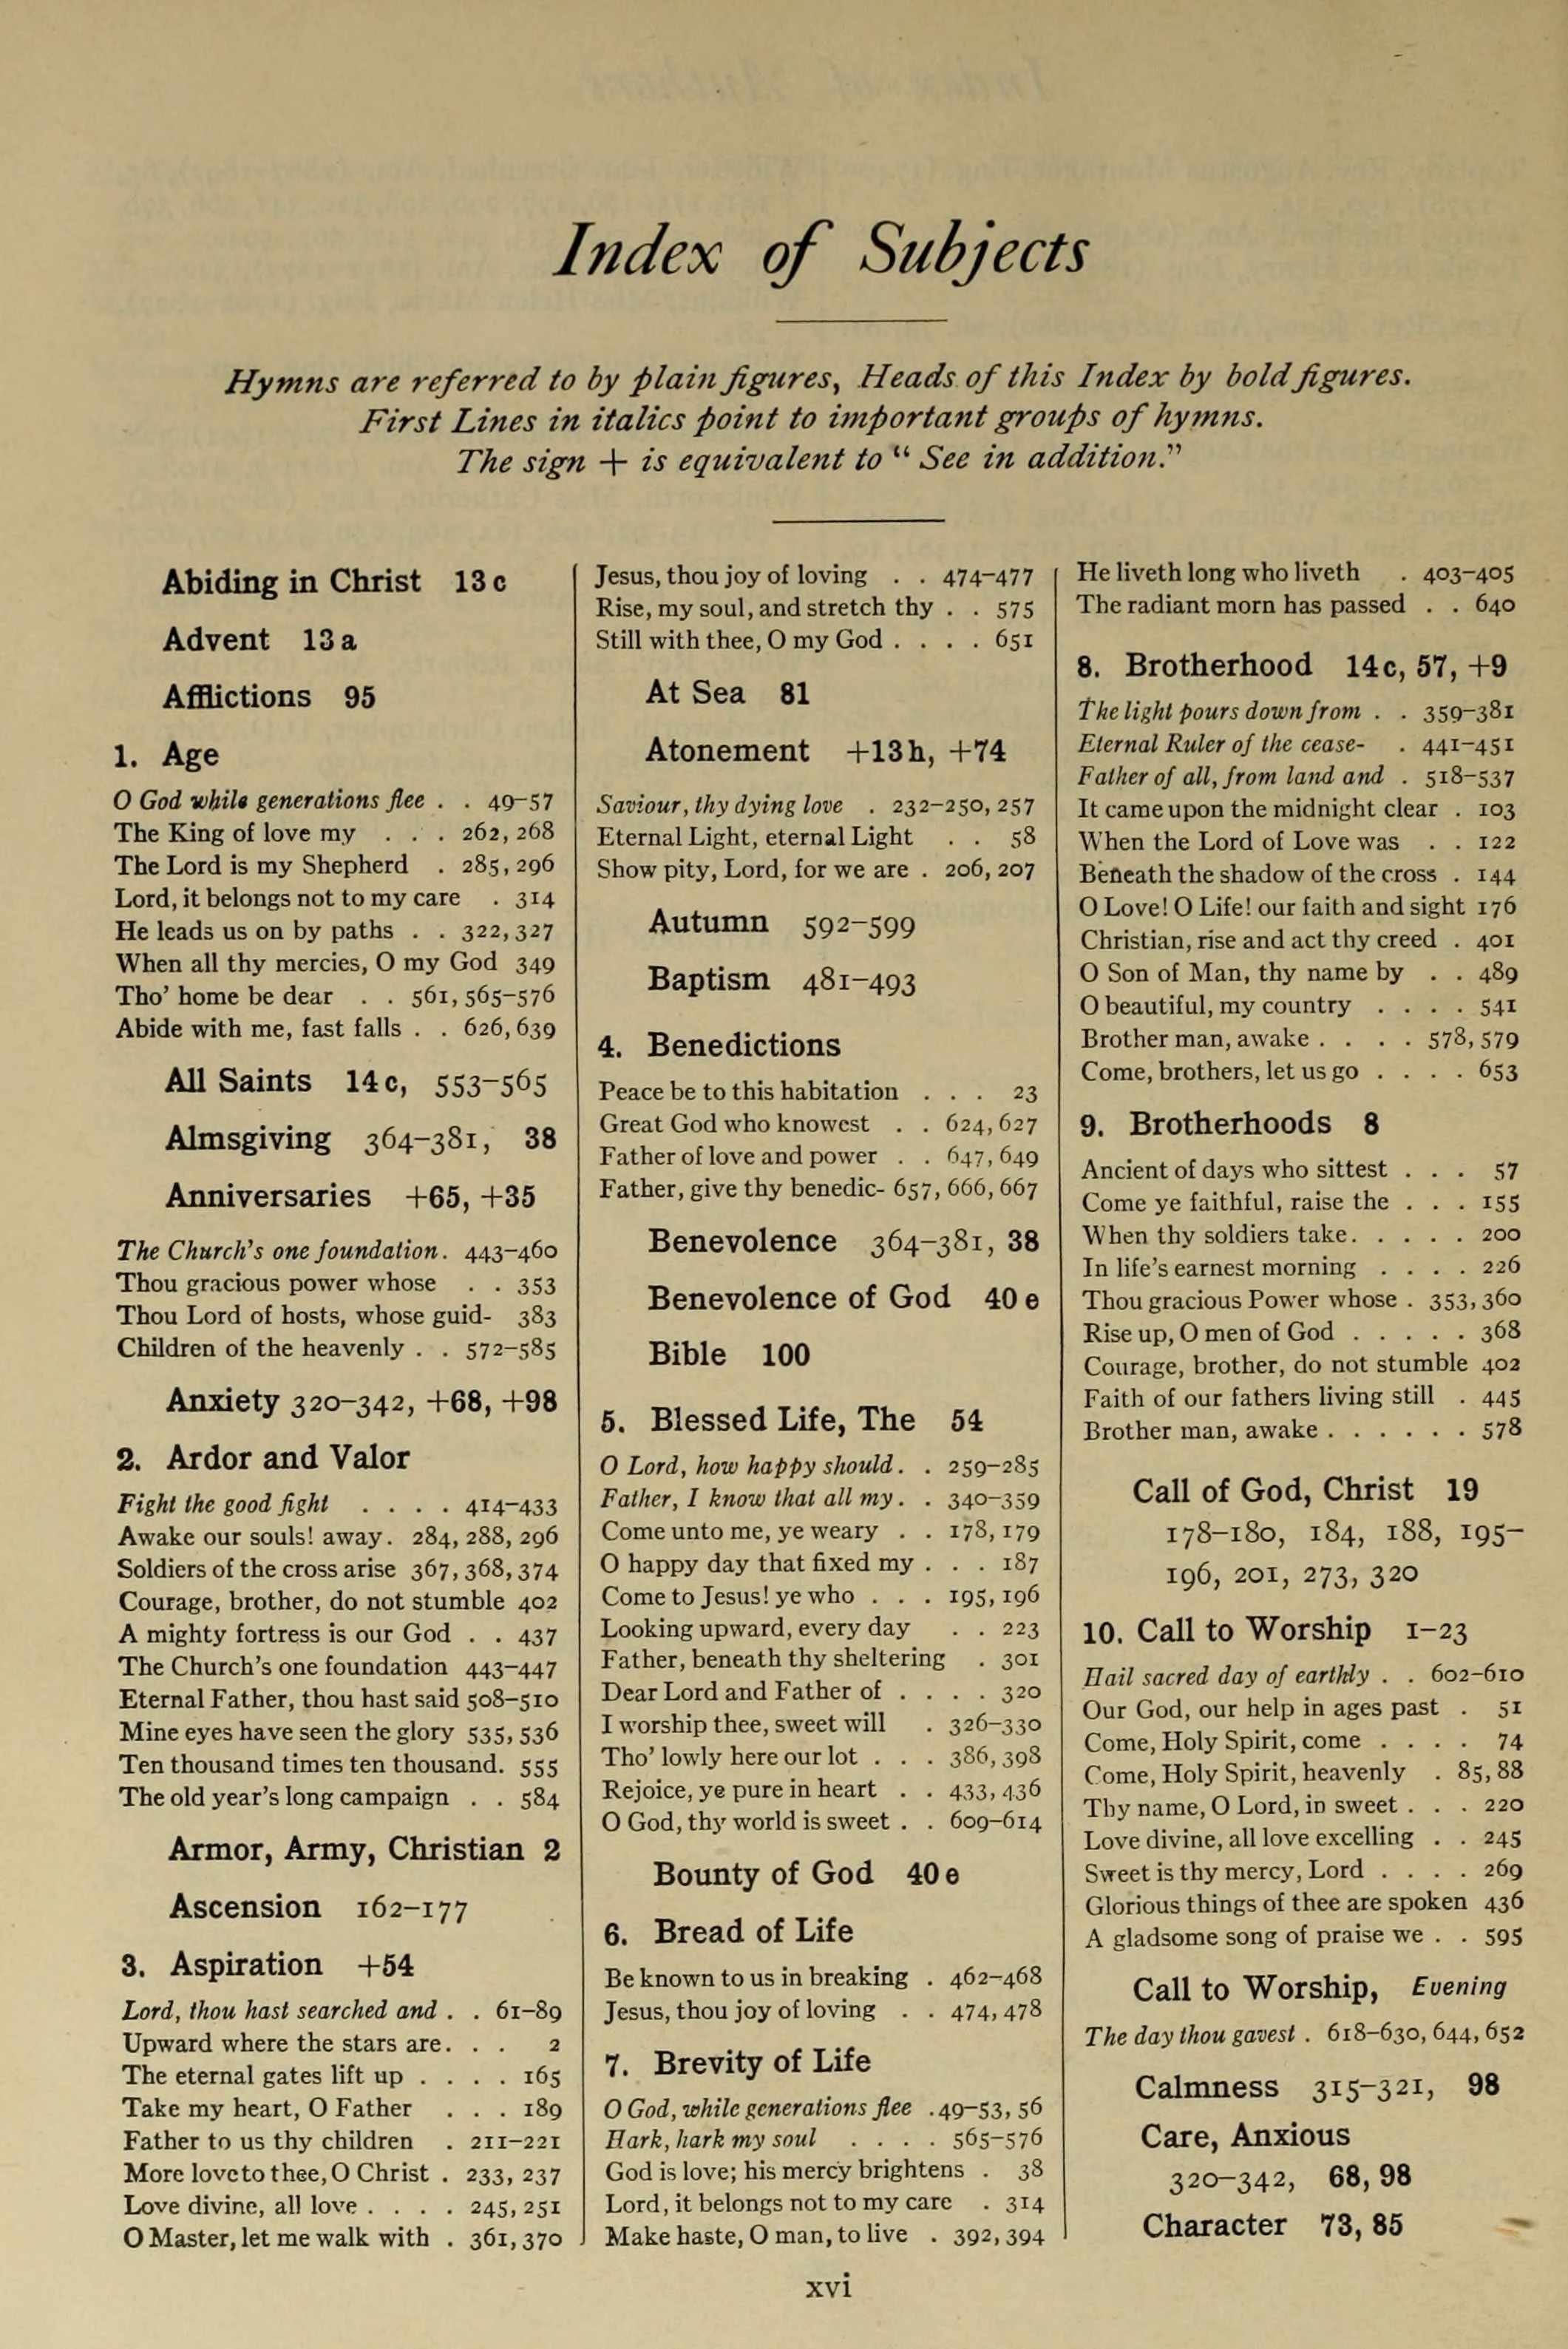 Index of Subjects
Hymns are referred to by plain figures, Heads of this Index by bold figures.
First Lines in italics point to important groups of hymns.
The sign + is equivalent to “ See in addition.”
Abiding in Christ 13 c
Advent 13 a
Afflictions 95
1. Age
O God while generations flee . . 49–57
The King of love my . . . 262, 268
The Lord is my Shepherd . 285, 296
Lord, it belongs not to my care . 314
He leads us on by paths . . 322, 327
When all thy mercies, O my God 349
Tho' home be dear . . 561, 565–576
Abide with me, fast falls . . 626, 639
All Saints 14 c, 553–565
Almsgiving 364–381, 38
Anniversaries +65, +35
The Church's one foundation. 443–460
Thou gracious power whose . . 353
Thou Lord of hosts, whose guid- 383
Children of the heavenly . . 572–585
Anxiety 320–342, +68, +98
2. Ardor and Valor
Fight the good fight . . . . 414–433
Awake our souls! away. 284, 288, 296
Soldiers of the cross arise 367, 368, 374
Courage, brother, do not stumble 402
A mighty fortress is our God . . 437
The Church's one foundation 443–447
Eternal Father, thou hast said 508–510
Mine eyes have seen the glory 535, 536
Ten thousand times ten thousand. 555
The old year's long campaign . . 584
Armor, Army, Christian 2
Ascension 162–177
3. Aspiration +54
Lord, thou hast searched and . . 61–89
Upward where the stars are. . . 2
The eternal gates lift up . . . . 165
Take my heart, O Father . . . 189
Father to us thy children . 211–221
More love to thee, O Christ . 233, 237
Love divine, all love . . . . 245, 251
O Master, let me walk with . 361, 370
Jesus, thou joy of loving . . 474–477
Rise, my soul, and stretch thy . . 575
Still with thee, O my God . . . . 651
At Sea 81
Atonement +13 h, +74
Saviour, thy dying love . 232–250, 257
Eternal Light, eternal Light . . 58
Show pity, Lord, for we are . 206, 207
Autumn 592–599
Baptism 481–493
4. Benedictions
Peace be to this habitation . . . 23
Great God who knowest . . 624, 627
Father of love and power . . 647, 649
Father, give thy benedic- 657, 666, 667
Benevolence 364–381, 38
Benevolence of God 40 e
Bible 100
5. Blessed Life, The 54
O Lord, how happy should. . 259–285
Father, I know that all my. . 340–359
Come unto me, ye weary . . 178, 179
O happy day that fixed my . . . 187
Come to Jesus! ye who . . . 195, 196
Looking upward, every day . . 223
Father, beneath thy sheltering . 301
Dear Lord and Father of . . . . 320
I worship thee, sweet will . 326–330
Tho' lowly here our lot . . . 386, 398
Rejoice, ye pure in heart . . 433, 436
O God, thy world is sweet . . 609–614
Bounty of God 40 e
6. Bread of Life
Be known to us in breaking . 462–468
Jesus, thou joy of loving . . 474, 478
7. Brevity of Life
O God, while generations flee . 49–53, 56
Hark, hark my soul . . . . 565–576
God is love; his mercy brightens . 38
Lord, it belongs not to my care . 314
Make haste, O man, to live . 392, 394
He liveth long who liveth . 403–405
The radiant morn has passed . . 640
8. Brotherhood 14 c, 57, +9
The light pours down from . . 359–381
Eternal Ruler of the cease- . 441–451
Father of all, from land and . 518–537
It came upon the midnight clear . 103
When the Lord of Love was . . 122
Beneath the shadow of the cross . 144
O Love! O Life! our faith and sight 176
Christian, rise and act thy creed . 401
O Son of Man, thy name by . . 489
O beautiful, my country . . . . 541
Brother man, awake . . . . 578, 579
Come, brothers, let us go . . . . 653
9. Brotherhoods 8
Ancient of days who sittest . . . 57
Come ye faithful, raise the . . . 155
When thy soldiers take. . . . . 200
In life's earnest morning . . . . 226
Thou gracious Power whose . 353, 360
Rise up, O men of God . . . . . 368
Courage, brother, do not stumble 402
Faith of our fathers living still . 445
Brother man, awake . . . . . . 578
Call of God, Christ 19
178–180, 184, 188, 195–
196, 201, 273, 320
10. Call to Worship 1–23
Hail sacred day of earthly . . 602–610
Our God, our help in ages past . 51
Come, Holy Spirit, come . . . . 74
Come, Holy Spirit, heavenly . 85, 88
Thy name, O Lord, in sweet . . . 220
Love divine, all love excelling . . 245
Sweet is thy mercy, Lord . . . . 269
Glorious things of thee are spoken 436
A gladsome song of praise we . . 595
Call to Worship, Evening
The day thou gavest . 618–630, 644, 652
Calmness 315–321, 98
Care, Anxious
320–342, 68, 98
Character 73, 85
xvi